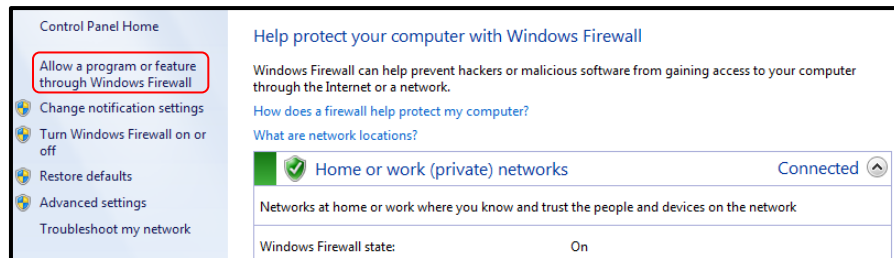 Control Panel Home
Allow a program or feature
through Windows Firewall
Change notification settings
Turn Windows Firewall on or
off
Restore defaults
Advanced settings
Troubleshoot my network
Help protect your computer with Windows Firewall
Windows Firewall can help prevent hackers or malicious software from gaining access to your computer
through the Internet or a network.
How does a firewall help protect my computer?
What are network locations?
Home or work (private) networks Connected
Networks at home or work where you know and trust the people and devices on the network
Windows Firewall state: On